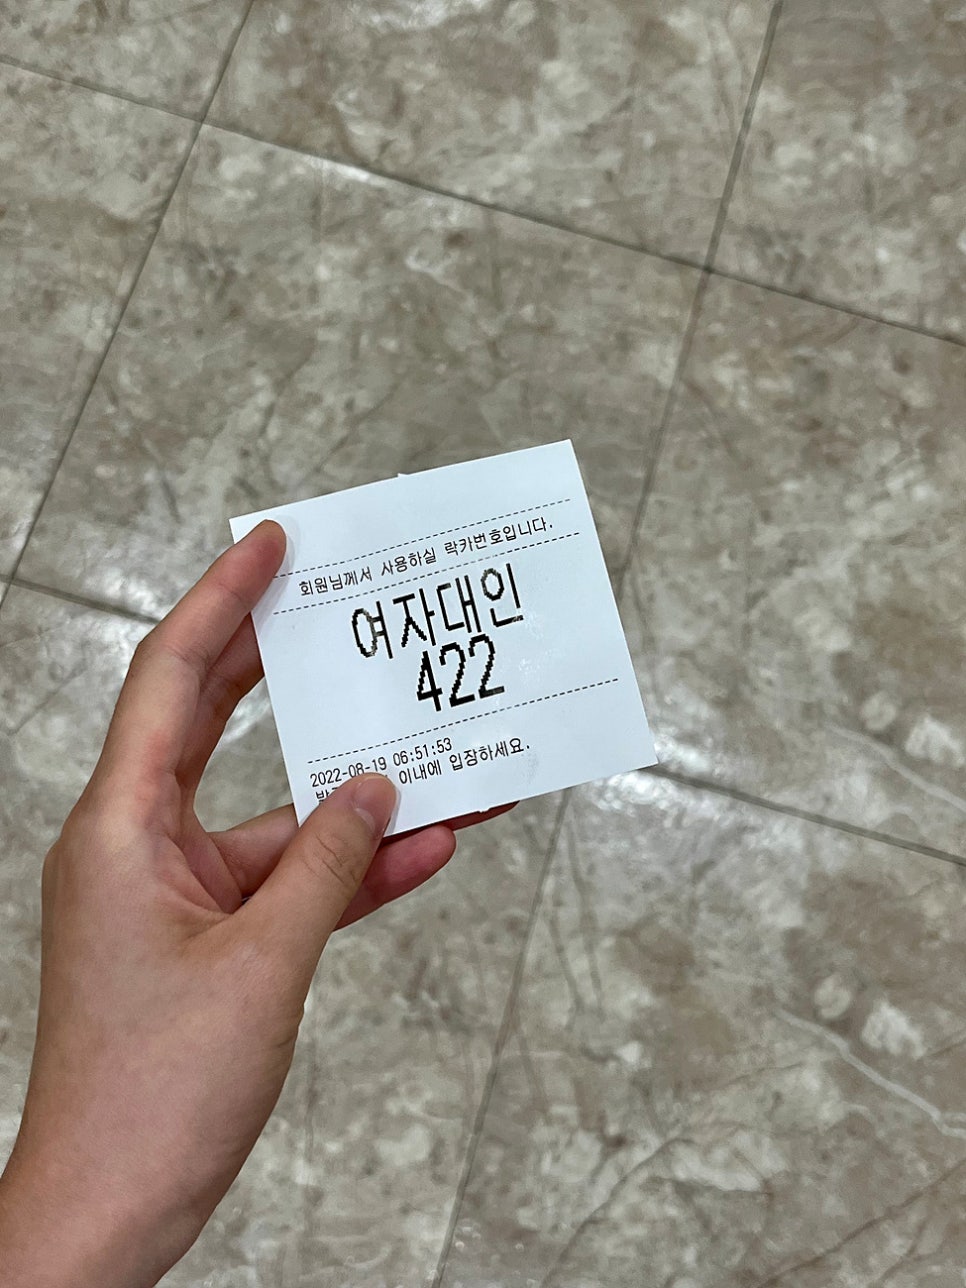 회원님께서 사용하실 락카번호입니다.
여자대인
422
2022-08-19 06:51:53
이내에 입장하세요.